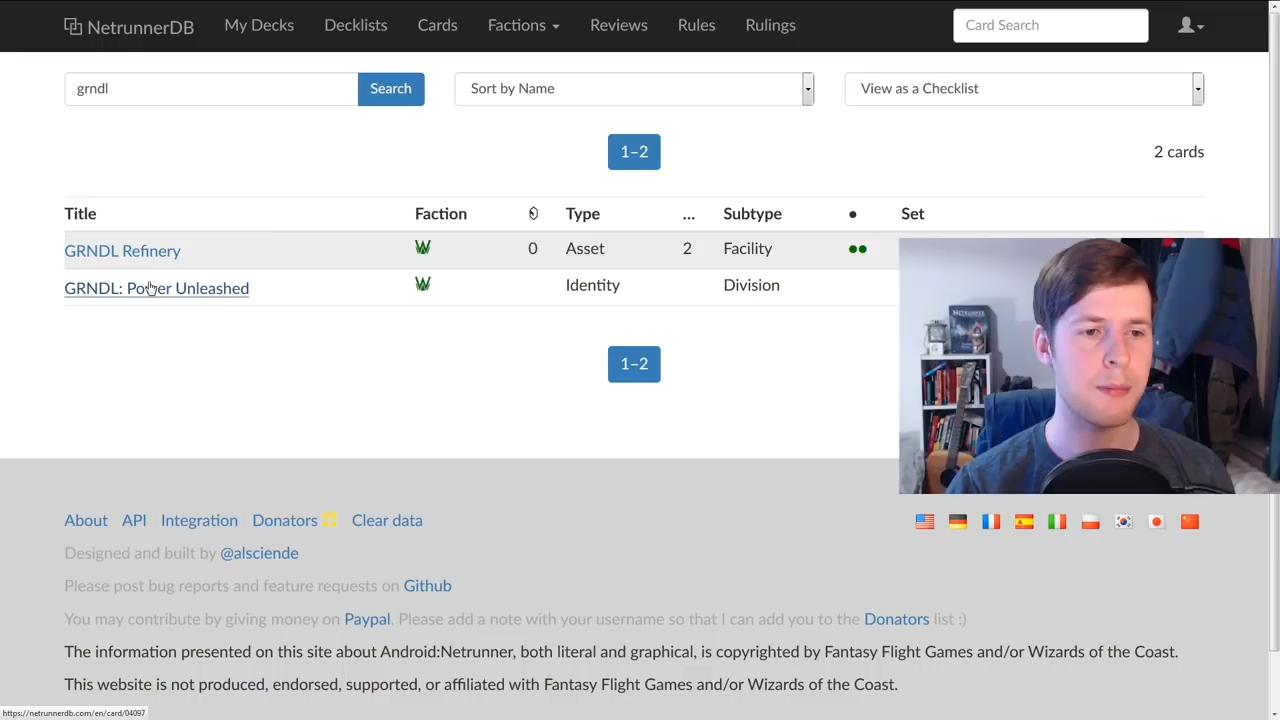 NetrunnerDB My Decks Decklists Cards Factions Reviews Rules Rulings Card Search
grndl Search Sort by Name View as a Checklist
1–2 2 cards
Title Faction Type ... Subtype ● Set
GRNDL Refinery 0 Asset 2 Facility ●●
GRNDL: Power Unleashed Identity Division
NETRUNNER
1–2
About API Integration Donators Clear data
Designed and built by @alsciende
Please post bug reports and feature requests on Github
You may contribute by giving money on Paypal. Please add a note with your username so that I can add you to the Donators list :)
The information presented on this site about Android:Netrunner, both literal and graphical, is copyrighted by Fantasy Flight Games and/or Wizards of the Coast.
This website is not produced, endorsed, supported, or affiliated with Fantasy Flight Games and/or Wizards of the Coast.
https://netrunnerdb.com/en/card/04097